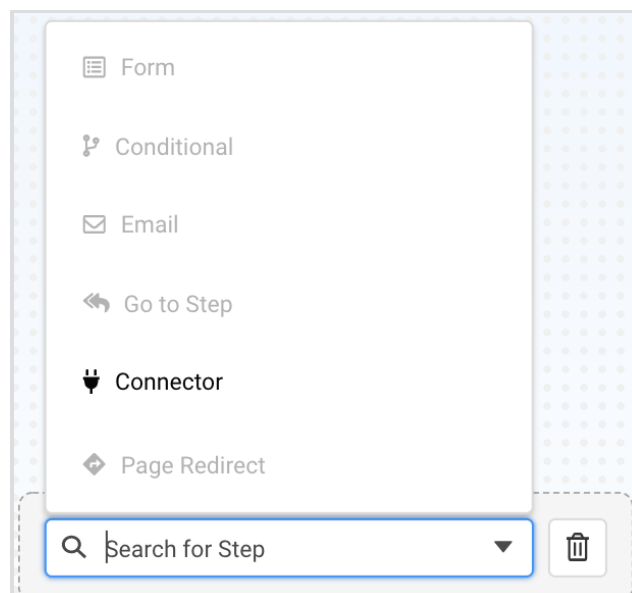 Form
Conditional
Email
Go to Step
Connector
Page Redirect
Search for Step